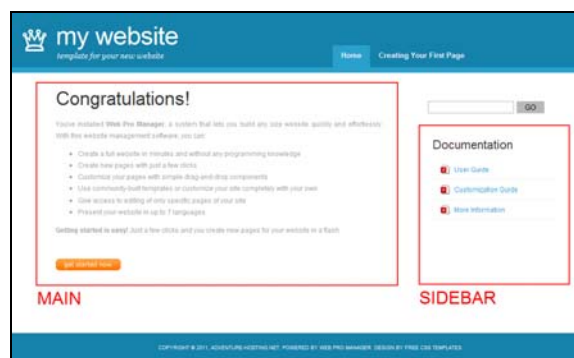 my website
template for your new website
Home Creating Your First Page
Congratulations!
You've installed Web Pro Manager, a system that lets you build any size website quickly and effortlessly.
With this website management software, you can:
Create a full website in minutes and without any programming knowledge
Create new pages with just a few clicks
Customize your pages with simple drag-and-drop components
Use community-built templates or customize your site completely with your own
Give access to editing of only specific pages of your site
Present your website in up to 7 languages
Getting started is easy! Just a few clicks and you create new pages for your website in a flash.
get started now
MAIN
GO
Documentation
User Guide
Customization Guide
More Information
SIDEBAR
COPYRIGHT © 2011, ADVENTURE-HOSTING.NET. POWERED BY WEB PRO MANAGER. DESIGN BY FREE CSS TEMPLATES